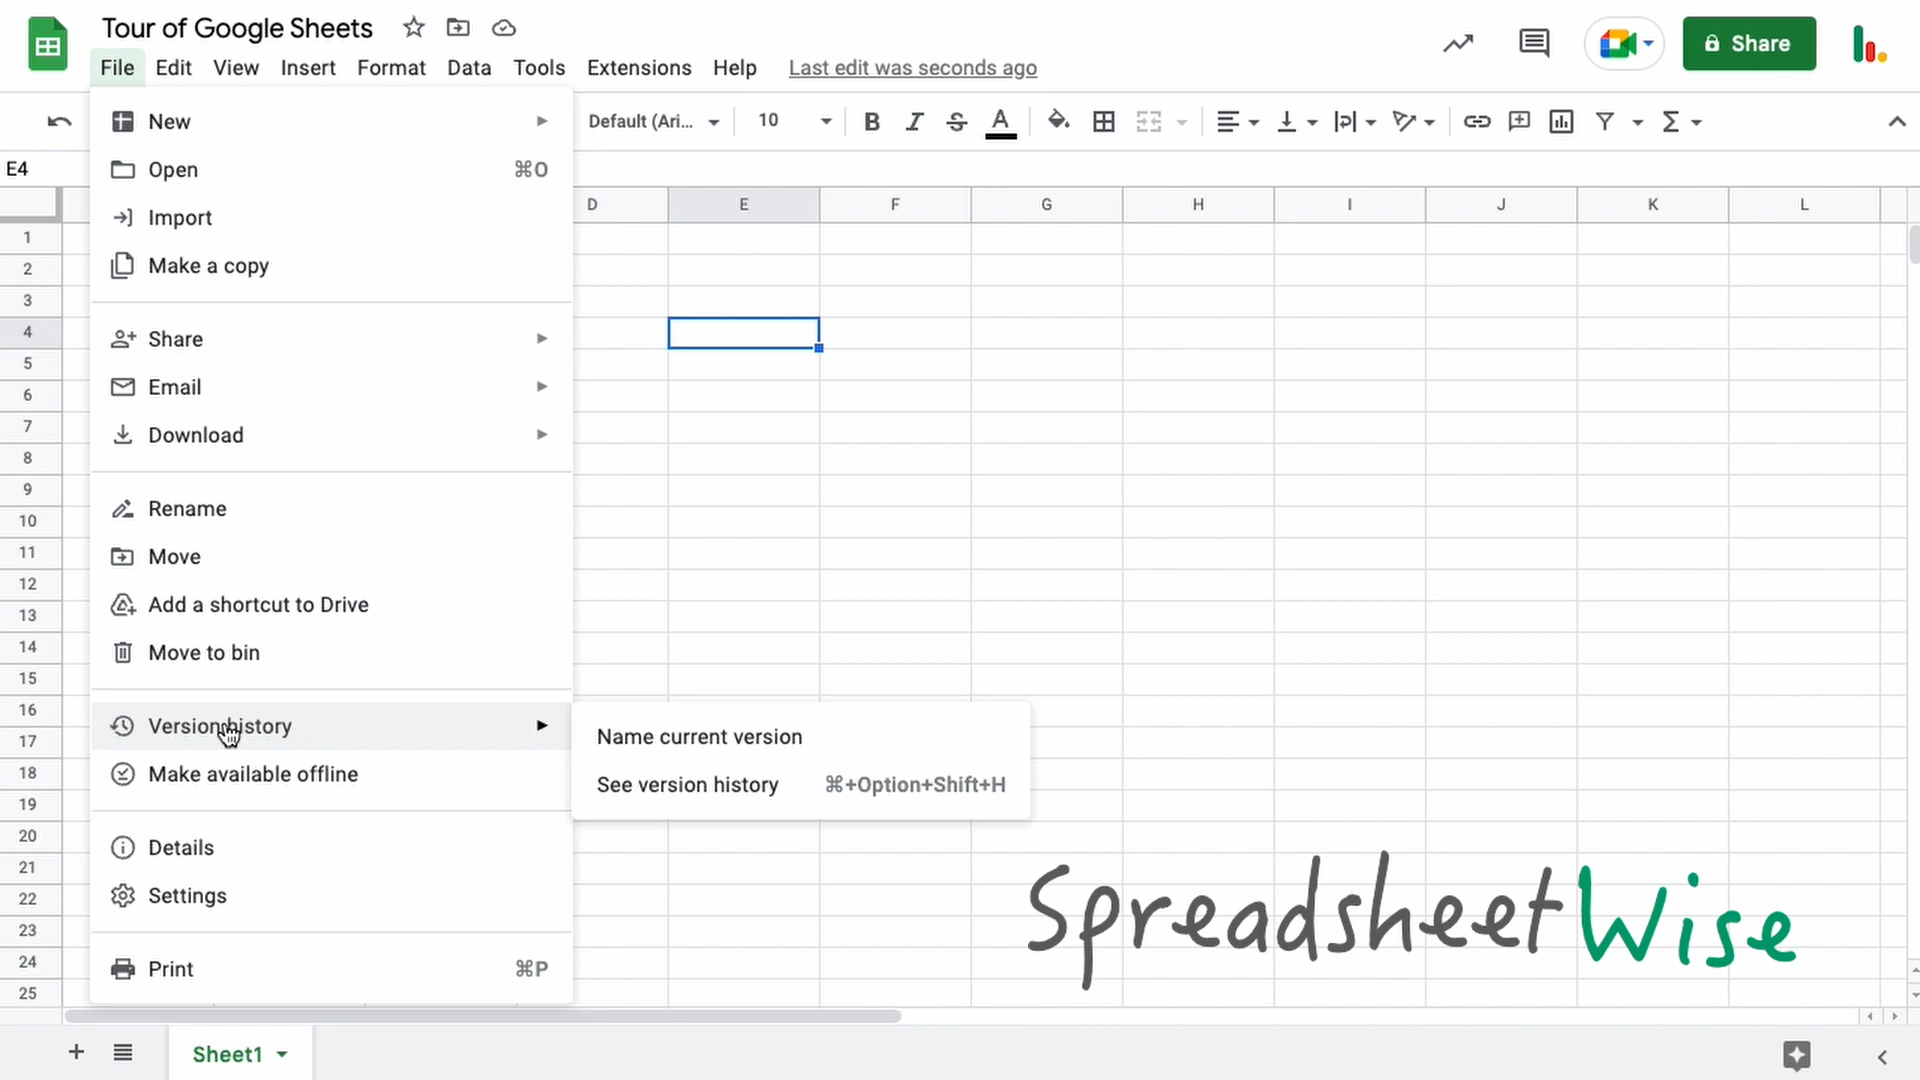 Tour of Google Sheets
File Edit View Insert Format Data Tools Extensions Help Last edit was seconds ago
Share
Default (Ari... 10 B I S A
E4
D E F G H I J K L
1
2
3
4
5
6
7
8
9
10
11
12
13
14
15
16
17
18
19
20
21
22
23
24
25
New
Open ⌘O
Import
Make a copy
Share
Email
Download
Rename
Move
Add a shortcut to Drive
Move to bin
Version history
Make available offline
Details
Settings
Print ⌘P
Name current version
See version history ⌘+Option+Shift+H
SpreadsheetWise
Sheet1